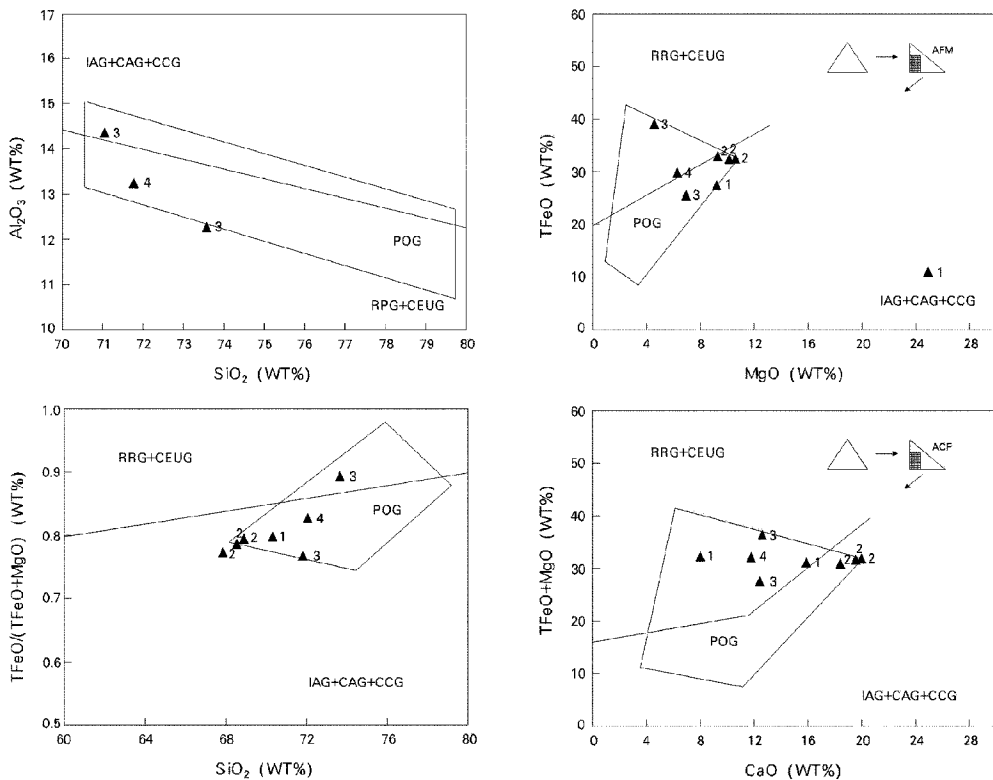 17
16
15
14
13
12
11
10
Al₂O₃ (WT%)
IAG+CAG+CCG
3
4
3
POG
RPG+CEUG
70 71 72 73 74 75 76 77 78 79 80
SiO₂ (WT%)
60
50
40
30
20
10
0
TFeO (WT%)
RRG+CEUG
AFM
3
2 2 2
4
3
1
POG
1
IAG+CAG+CCG
0 4 8 12 16 20 24 28
MgO (WT%)
1.0
0.9
0.8
0.7
0.6
0.5
TFeO/(TFeO+MgO) (WT%)
RRG+CEUG
3
POG
4
2 2 1
2 3
IAG+CAG+CCG
60 64 68 72 76 80
SiO₂ (WT%)
60
50
40
30
20
10
0
TFeO+MgO (WT%)
RRG+CEUG
ACF
3
1 4 1 2 2 2
3
POG
IAG+CAG+CCG
0 4 8 12 16 20 24 28
CaO (WT%)